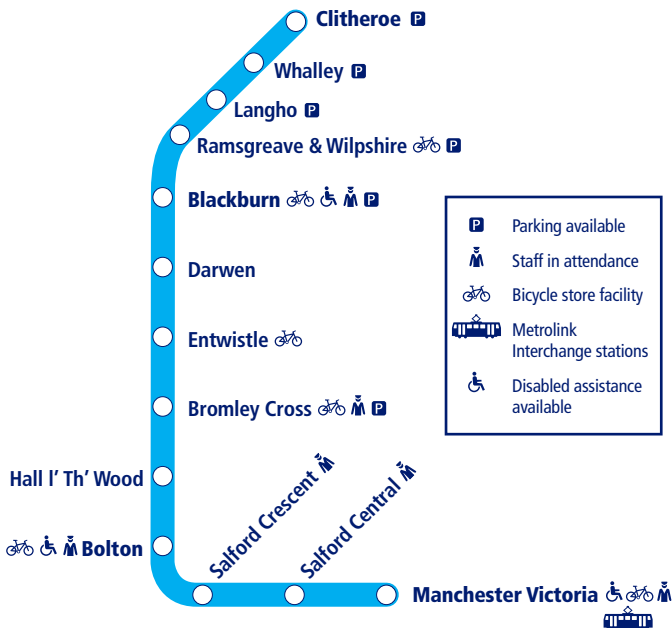 Clitheroe P
Whalley P
Langho P
Ramsgreave & Wilpshire P
Blackburn P
Darwen
Entwistle
Bromley Cross P
Hall I' Th' Wood
Bolton
Salford Crescent
Salford Central
Manchester Victoria
P Parking available
Staff in attendance
Bicycle store facility
Metrolink
Interchange stations
Disabled assistance
available